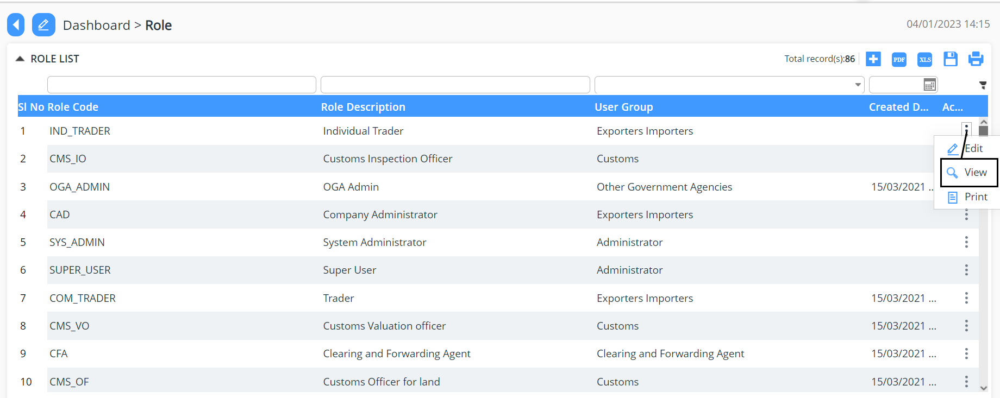 Dashboard > Role
04/01/2023 14:15
ROLE LIST
Total record(s):86
PDF
XLS
Sl No Role Code Role Description User Group Created D... Ac...
1 IND_TRADER Individual Trader Exporters Importers
Edit
2 CMS_IO Customs Inspection Officer Customs
View
3 OGA_ADMIN OGA Admin Other Government Agencies 15/03/2021 ..
Print
4 CAD Company Administrator Exporters Importers
5 SYS_ADMIN System Administrator Administrator
6 SUPER_USER Super User Administrator
7 COM_TRADER Trader Exporters Importers 15/03/2021 ...
8 CMS_VO Customs Valuation officer Customs 15/03/2021 ...
9 CFA Clearing and Forwarding Agent Clearing and Forwarding Agent 15/03/2021 ...
10 CMS_OF Customs Officer for land Customs 15/03/2021 ...